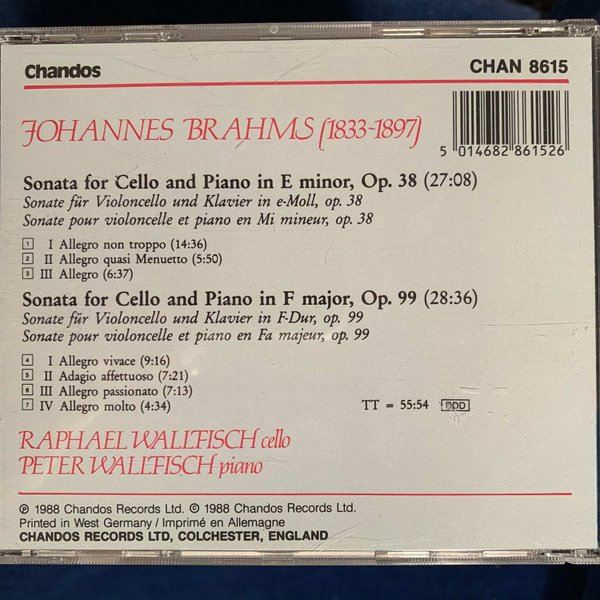 Chandos
CHAN 8615
JOHANNES BRAHMS (1833-1897)
5 014682 861526
Sonata for Cello and Piano in E minor, Op. 38 (27:08)
Sonate für Violoncello und Klavier in e-Moll, op. 38
Sonate pour violoncelle et piano en Mi mineur, op. 38
1 I Allegro non troppo (14:36)
2 II Allegro quasi Menuetto (5:50)
3 III Allegro (6:37)
Sonata for Cello and Piano in F major, Op. 99 (28:36)
Sonate für Violoncello und Klavier in F-Dur, op. 99
Sonate pour violoncelle et piano en Fa majeur, op. 99
4 I Allegro vivace (9:16)
5 II Adagio affettuoso (7:21)
6 III Allegro passionato (7:13)
7 IV Allegro molto (4:34)
TT = 55:54 DDD
RAPHAEL WALLFISCH cello
PETER WALLFISCH piano
℗ 1988 Chandos Records Ltd. © 1988 Chandos Records Ltd.
Printed in West Germany / Imprimé en Allemagne
CHANDOS RECORDS LTD, COLCHESTER, ENGLAND